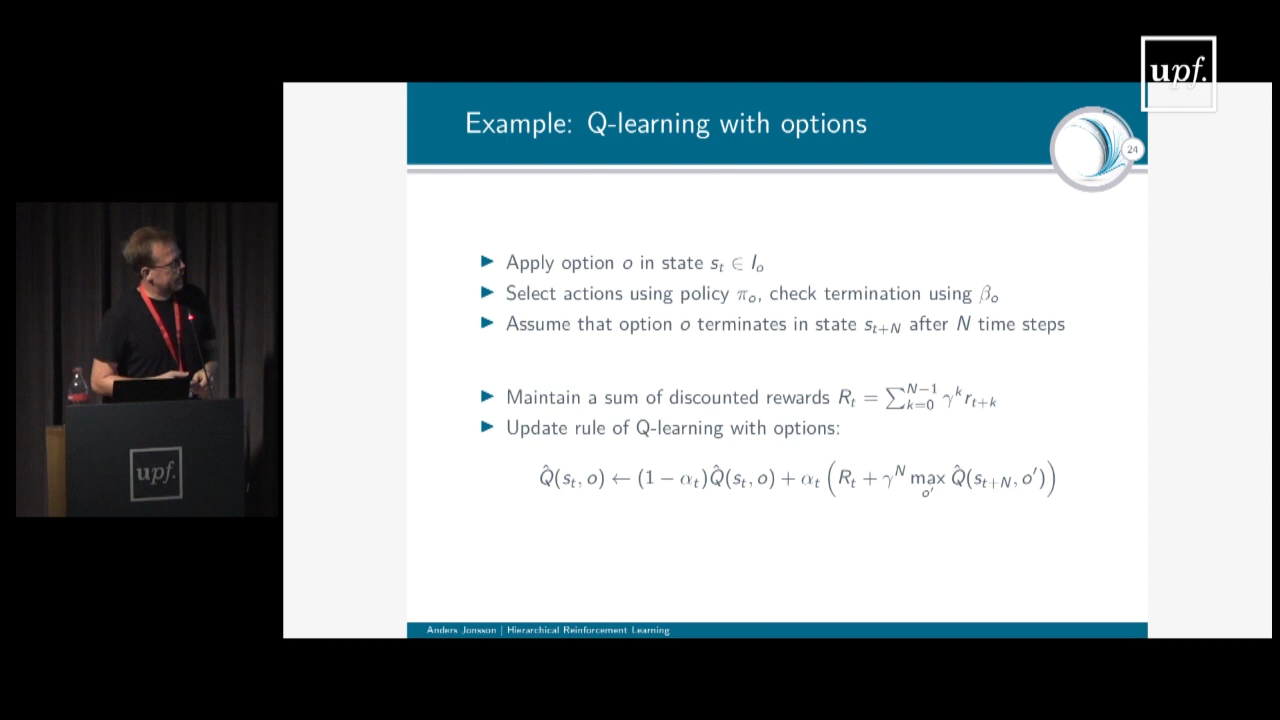 upf.
Example: Q-learning with options
24
▶ Apply option o in state s_t ∈ I_o
▶ Select actions using policy π_o, check termination using β_o
▶ Assume that option o terminates in state s_{t+N} after N time steps
▶ Maintain a sum of discounted rewards R_t = ∑_{k=0}^{N−1} γ^k r_{t+k}
▶ Update rule of Q-learning with options:
Q̂(s_t, o) ← (1 − α_t)Q̂(s_t, o) + α_t (R_t + γ^N max_{o′} Q̂(s_{t+N}, o′))
upf.
Anders Jonsson | Hierarchical Reinforcement Learning